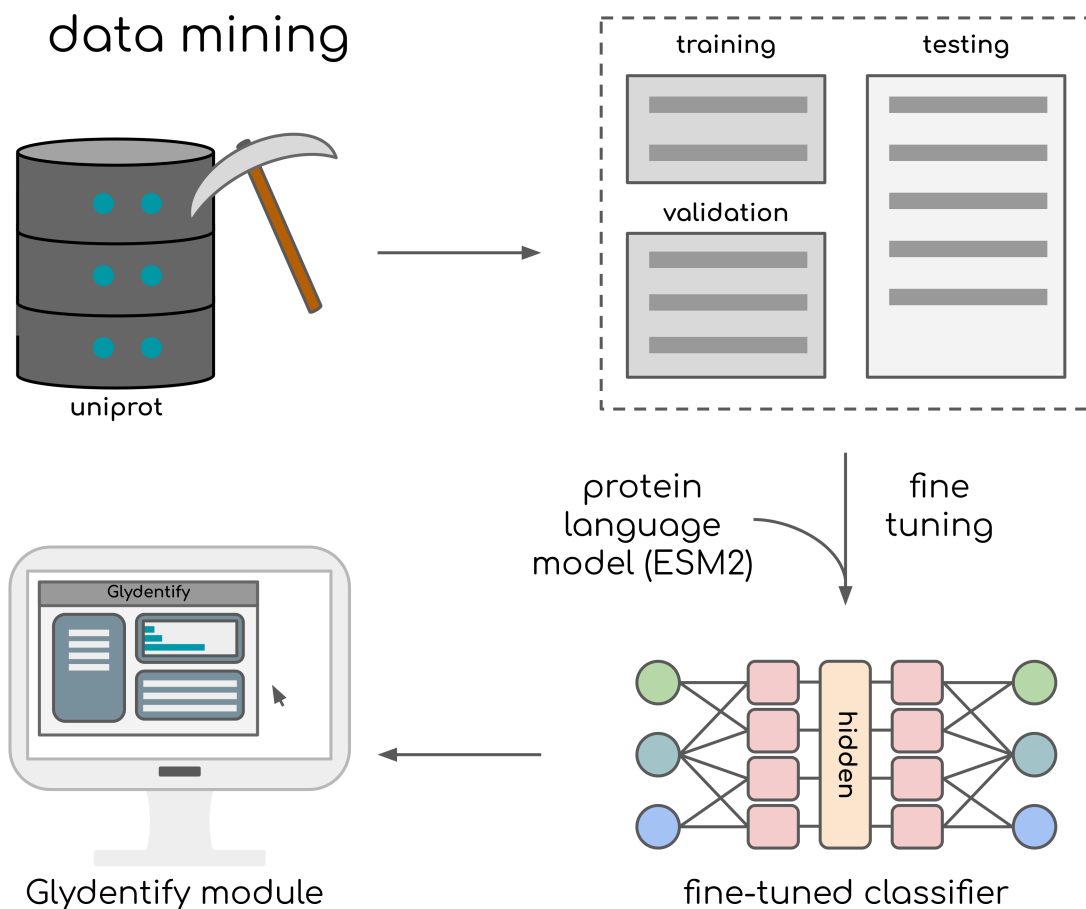 data mining
training
testing
validation
uniprot
protein
language
model (ESM2)
fine
tuning
Glydentify
hidden
Glydentify module
fine-tuned classifier